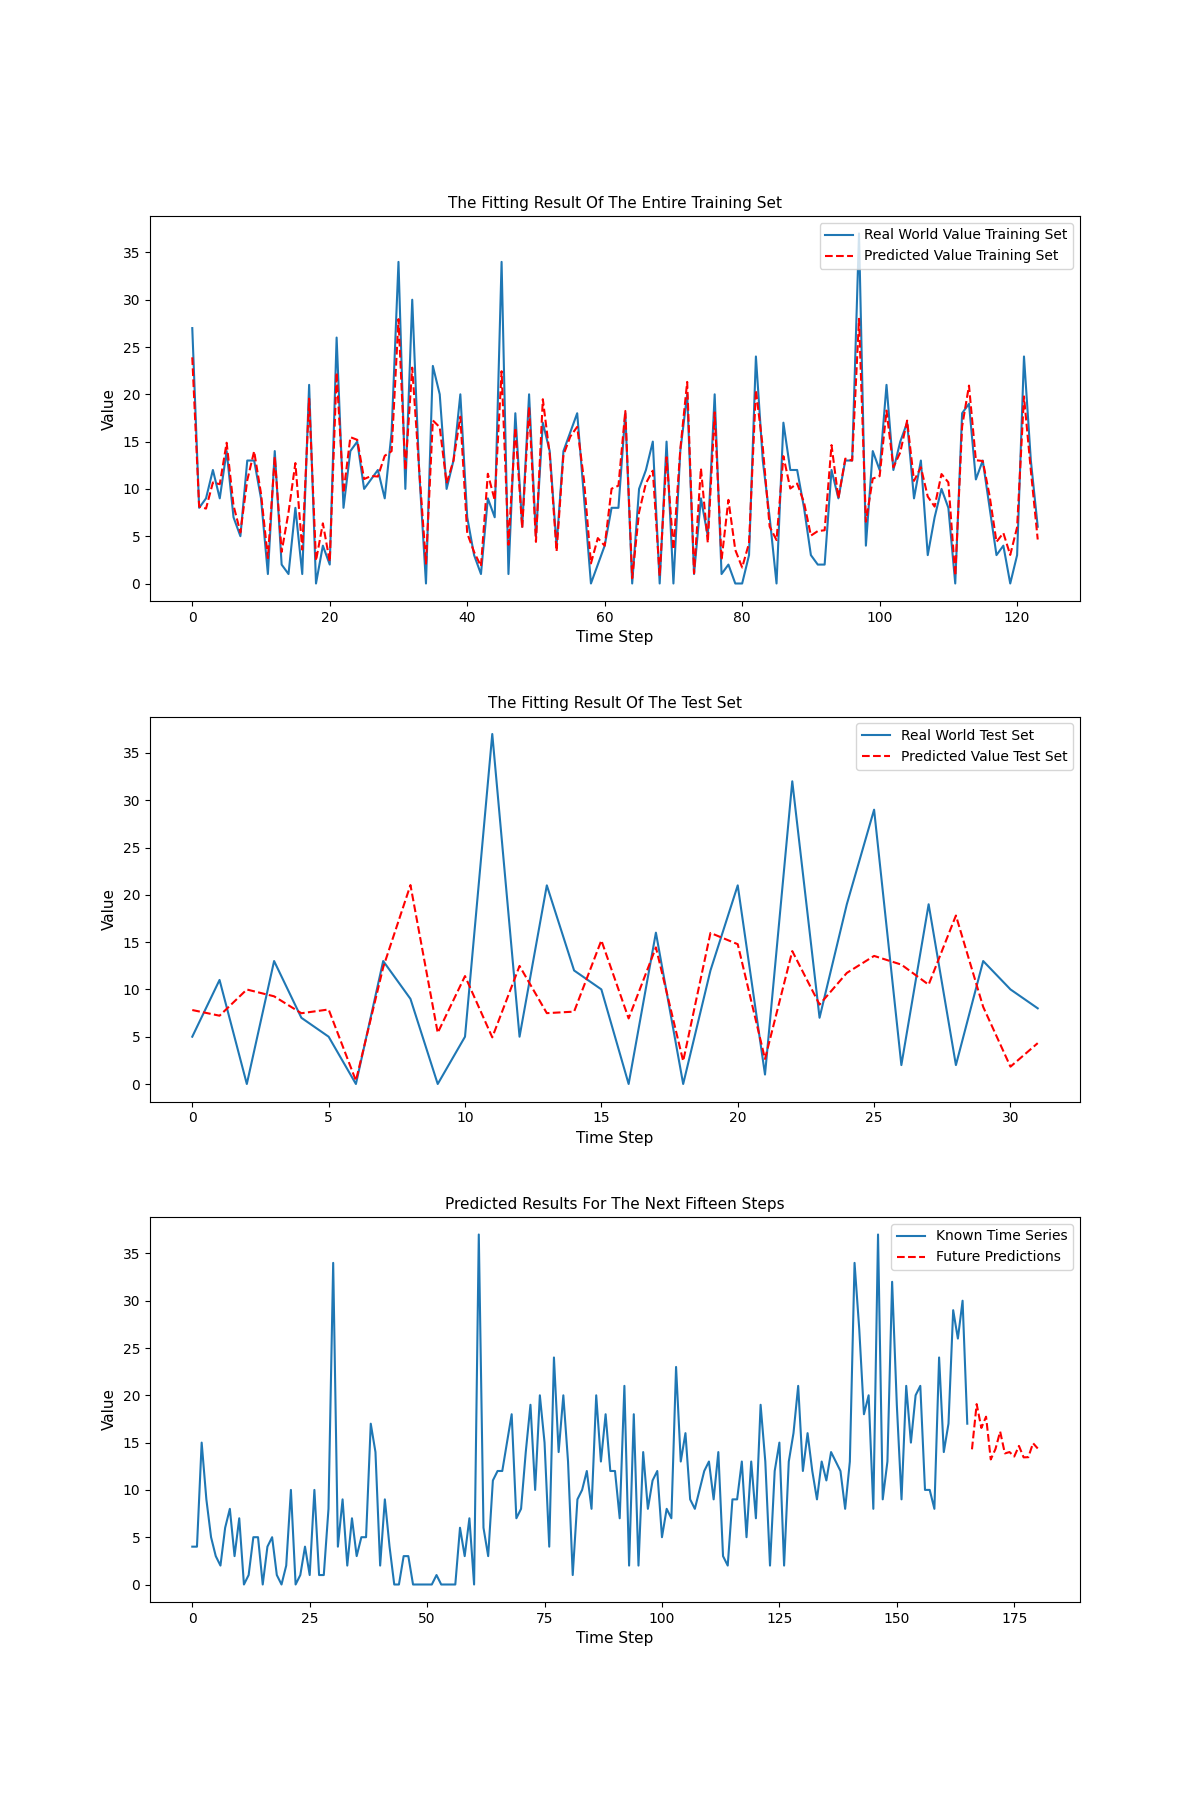 The Fitting Result Of The Entire Training Set
Real World Value Training Set
Predicted Value Training Set
Value
35
30
25
20
15
10
5
0
0 20 40 60 80 100 120
Time Step
The Fitting Result Of The Test Set
Real World Test Set
Predicted Value Test Set
Value
35
30
25
20
15
10
5
0
0 5 10 15 20 25 30
Time Step
Predicted Results For The Next Fifteen Steps
Known Time Series
Future Predictions
Value
35
30
25
20
15
10
5
0
0 25 50 75 100 125 150 175
Time Step